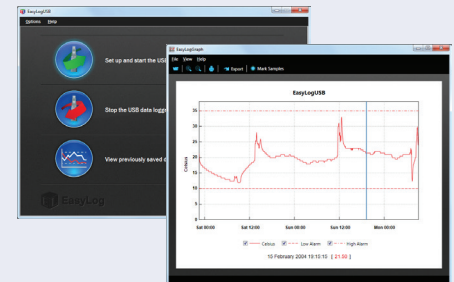 EasyLogUSB
Options Help
Set up and start the USB
Stop the USB data logge
View previously saved d
EasyLog
EasyLogGraph
File View Help
Export Mark Samples
EasyLogUSB
Celsius
35
30
25
20
15
10
5
0
Sat 00:00 Sat 12:00 Sun 00:00 Sun 12:00 Mon 00:00
Celsius Low Alarm High Alarm
15 February 2004 19:15:15 [ 21.50 ]